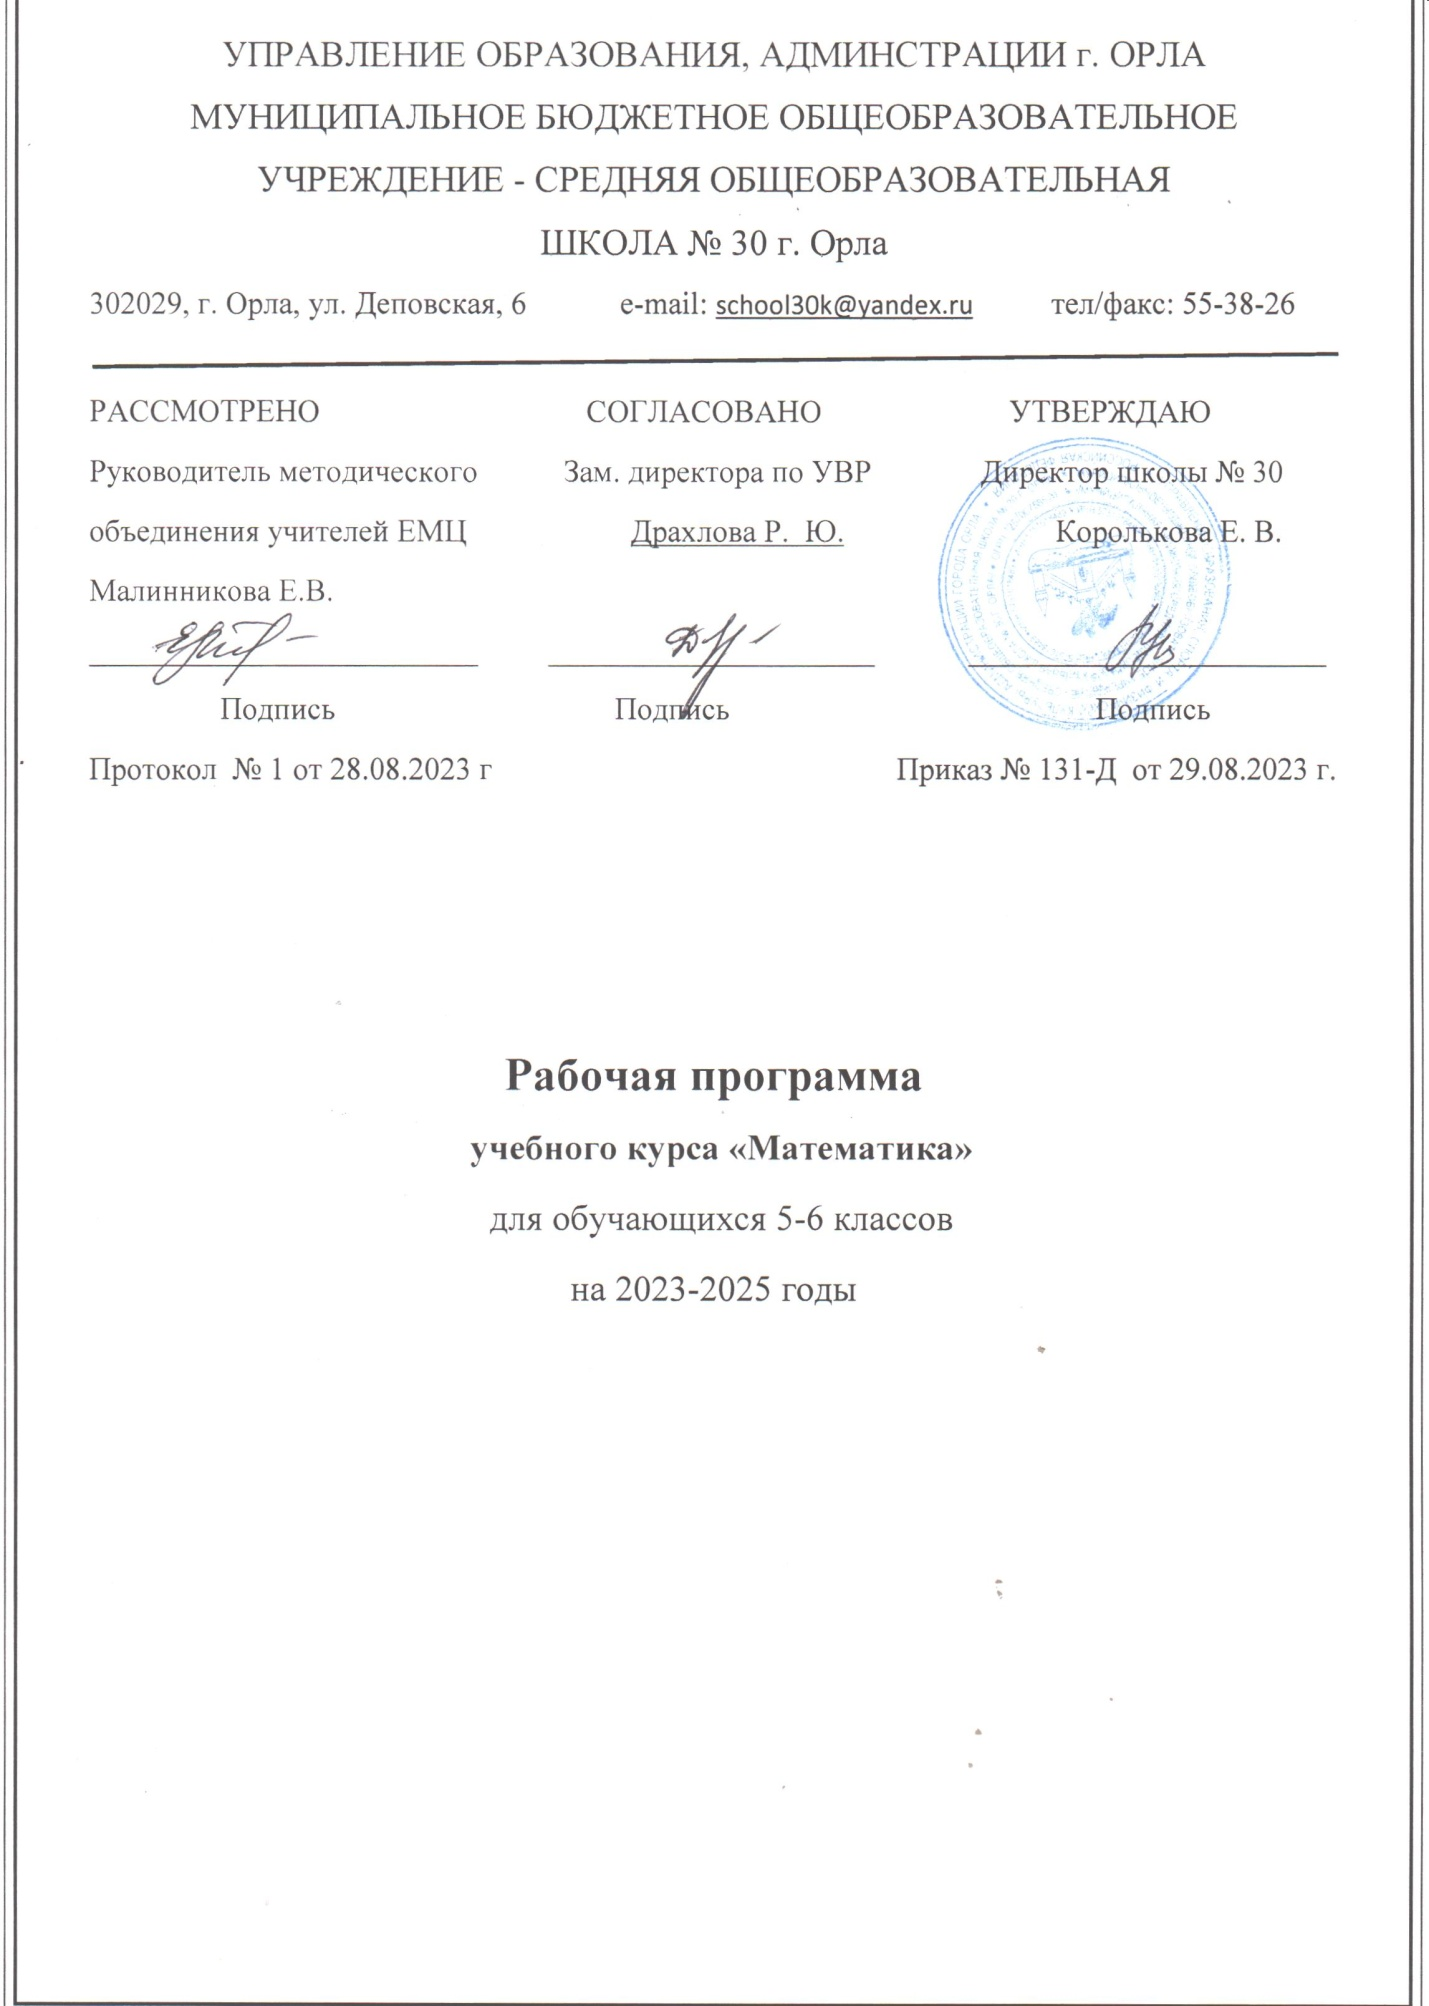 УПРАВЛЕНИЕ ОБРАЗОВАНИЯ, АДМИНСТРАЦИИ г. ОРЛА
МУНИЦИПАЛЬНОЕ БЮДЖЕТНОЕ ОБЩЕОБРАЗОВАТЕЛЬНОЕ
УЧРЕЖДЕНИЕ - СРЕДНЯЯ ОБЩЕОБРАЗОВАТЕЛЬНАЯ
ШКОЛА № 30 г. Орла
302029, г. Орла, ул. Деповская, 6 e-mail: school30k@yandex.ru тел/факс: 55-38-26
РАССМОТРЕНО СОГЛАСОВАНО УТВЕРЖДАЮ
Руководитель методического Зам. директора по УВР Директор школы № 30
объединения учителей ЕМЦ Драхлова Р. Ю. Королькова Е. В.
Малинникова Е.В.
Подпись Подпись Подпись
Протокол № 1 от 28.08.2023 г Приказ № 131-Д от 29.08.2023 г.
Рабочая программа
учебного курса «Математика»
для обучающихся 5-6 классов
на 2023-2025 годы